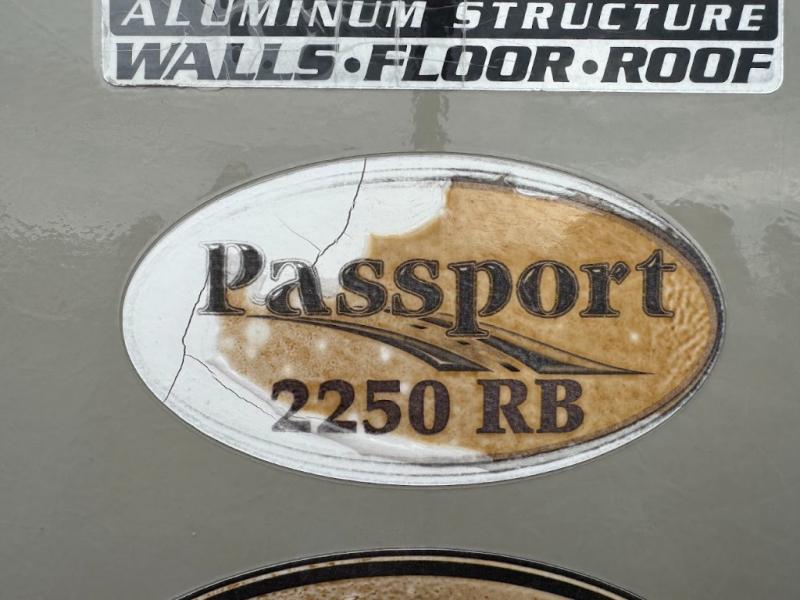 ALUMINUM STRUCTURE
WALLS•FLOOR•ROOF
Passport
2250 RB